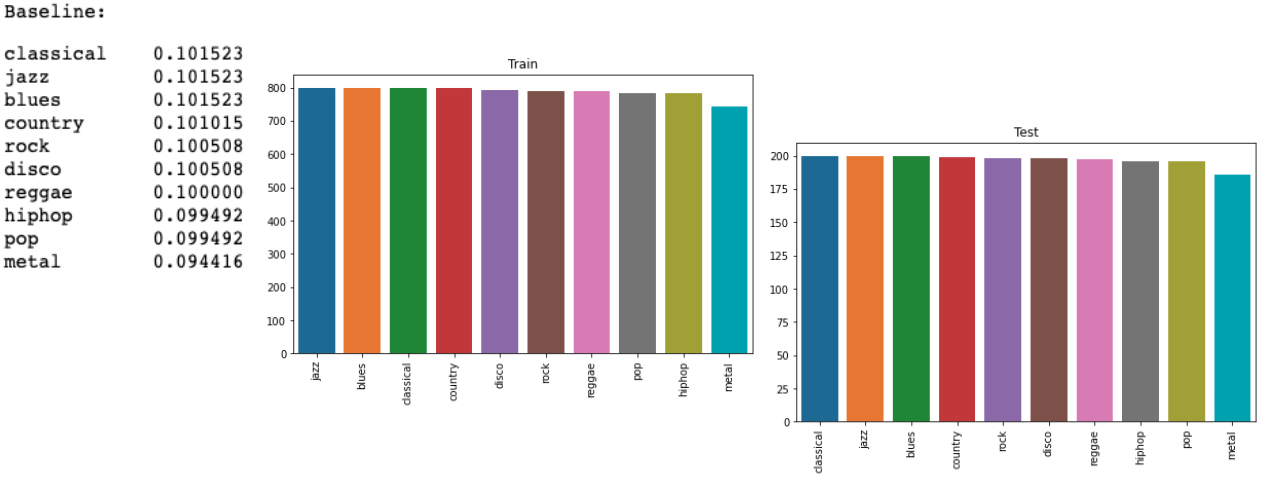 Baseline:
classical 0.101523
jazz 0.101523
blues 0.101523
country 0.101015
rock 0.100508
disco 0.100508
reggae 0.100000
hiphop 0.099492
pop 0.099492
metal 0.094416
Train
800
700
600
500
400
300
200
100
0
jazz
blues
classical
country
disco
rock
reggae
pop
hiphop
metal
Test
200
175
150
125
100
75
50
25
0
classical
jazz
blues
country
rock
disco
reggae
hiphop
pop
metal